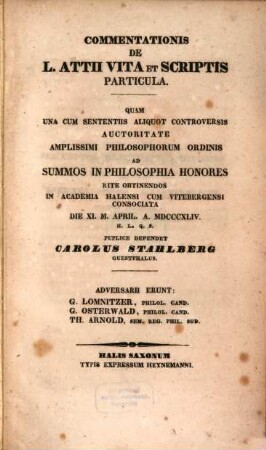 COMMENTATIONIS
DE
L. ATTII VITA ET SCRIPTIS
PARTICULA.
QUAM
UNA CUM SENTENTIIS ALIQUOT CONTROVERSIS
AUCTORITATE
AMPLISSIMI PHILOSOPHORUM ORDINIS
AD
SUMMOS IN PHILOSOPHIA HONORES
RITE OBTINENDOS
IN ACADEMIA HALENSI CUM VITEBERGENSI
CONSOCIATA
DIE XI. M. APRIL. A. MDCCCXLIV.
H. L. Q. S.
PUPLICE DEFENDET
CAROLUS STAHLBERG
GUESTPHALUS.
ADVERSARII ERUNT:
G. LOMNITZER, PHILOL. CAND.
G. OSTERWALD, PHILOL. CAND.
TH. ARNOLD, SEM. REG. PHIL. SOD.
HALIS SAXONUM
TYPIS EXPRESSUM HEYNEMANNI.